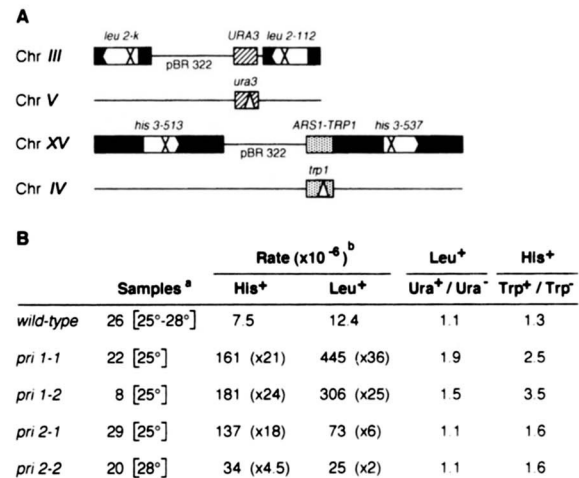 A
leu 2-k URA3 leu 2-112
Chr III
pBR 322
ura3
Chr V
his 3-513 ARS1-TRP1 his 3-537
Chr XV
pBR 322
trp1
Chr IV
B
Rate (x10 -6) b Leu+ His+
Samples a His+ Leu+ Ura+ / Ura- Trp+ / Trp-
wild-type 26 [25°-28°] 7.5 12.4 1.1 1.3
pri 1-1 22 [25°] 161 (x21) 445 (x36) 1.9 2.5
pri 1-2 8 [25°] 181 (x24) 306 (x25) 1.5 3.5
pri 2-1 29 [25°] 137 (x18) 73 (x6) 1.1 1.6
pri 2-2 20 [28°] 34 (x4.5) 25 (x2) 1.1 1.6